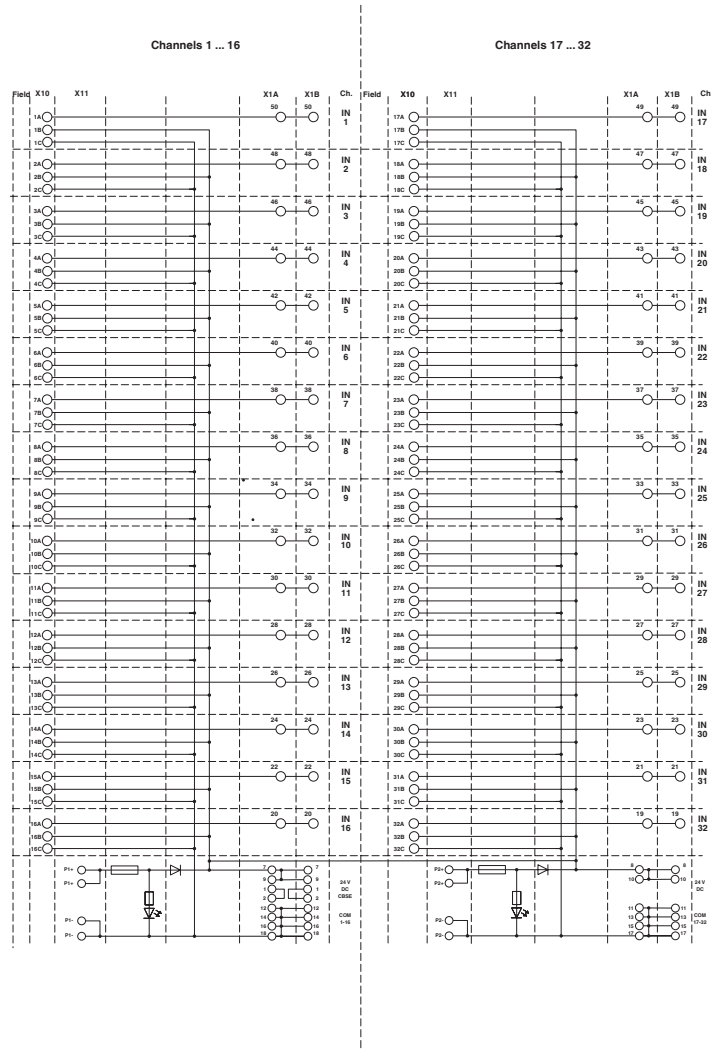 Channels 1 ... 16
Channels 17 ... 32
Field X10 X11 X1A X1B Ch. Field X10 X11 X1A X1B Ch
1A 50 50 IN 1 17A 49 49 IN 17
1B 17B
1C 17C
2A 48 48 IN 2 18A 47 47 IN 18
2B 18B
2C 18C
3A 46 46 IN 3 19A 45 45 IN 19
3B 19B
3C 19C
4A 44 44 IN 4 20A 43 43 IN 20
4B 20B
4C 20C
5A 42 42 IN 5 21A 41 41 IN 21
5B 21B
5C 21C
6A 40 40 IN 6 22A 39 39 IN 22
6B 22B
6C 22C
7A 38 38 IN 7 23A 37 37 IN 23
7B 23B
7C 23C
8A 36 36 IN 8 24A 35 35 IN 24
8B 24B
8C 24C
9A 34 34 IN 9 25A 33 33 IN 25
9B 25B
9C 25C
10A 32 32 IN 10 26A 31 31 IN 26
10B 26B
10C 26C
11A 30 30 IN 11 27A 29 29 IN 27
11B 27B
11C 27C
12A 28 28 IN 12 28A 27 27 IN 28
12B 28B
12C 28C
13A 26 26 IN 13 29A 25 25 IN 29
13B 29B
13C 29C
14A 24 24 IN 14 30A 23 23 IN 30
14B 30B
14C 30C
15A 22 22 IN 15 31A 21 21 IN 31
15B 31B
15C 31C
16A 20 20 IN 16 32A 19 19 IN 32
16B 32B
16C 32C
P1+ 7 7 P2+ 8 8
P1+ 9 9 24 V P2+ 10 10 24 V
1 1 DC DC
2 2 CBSE
12 12 COM 11 11 COM
P1- 14 14 1-16 P2- 13 13 17-32
16 16 15 15
P1- 18 18 P2- 17 17